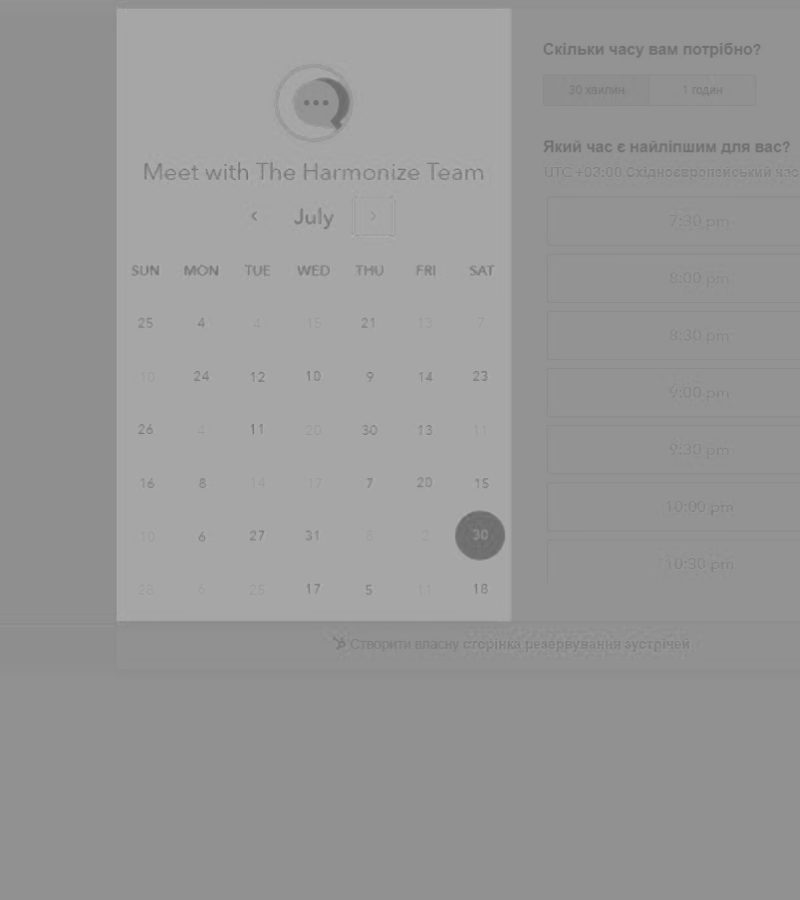 Meet with The Harmonize Team
July
SUN MON TUE WED THU FRI SAT
25 4 4 15 21 13 7
10 24 12 10 9 14 23
26 4 11 20 30 13 11
16 8 14 17 7 20 15
10 6 27 31 8 2 30
28 6 25 17 5 11 18
Скільки часу вам потрібно?
30 хвилин 1 годин
Який час є найліпшим для вас?
UTC +03:00 Східноєвропейський час
7:30 pm
8:00 pm
8:30 pm
9:00 pm
9:30 pm
10:00 pm
10:30 pm
Створити власну сторінка резервування зустрічей